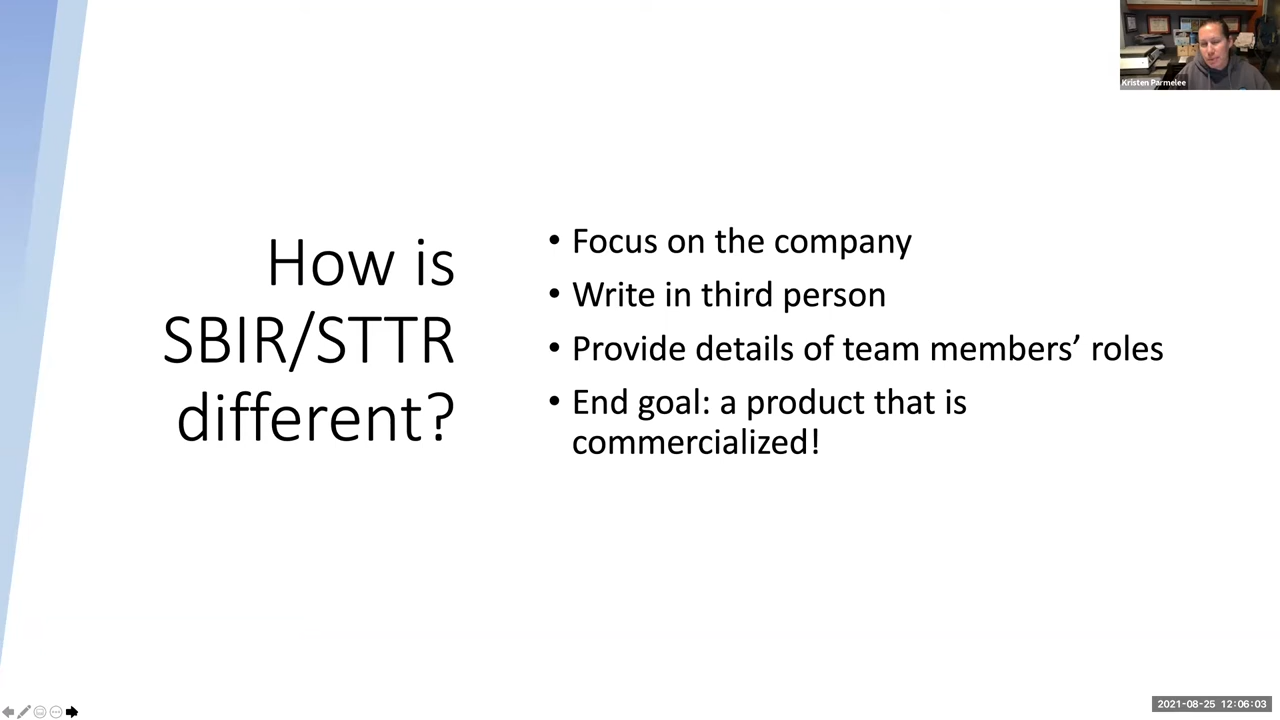 Kristen Parmelee
How is
SBIR/STTR
different?
• Focus on the company
• Write in third person
• Provide details of team members’ roles
• End goal: a product that is
commercialized!
2021-08-25 12:06:03